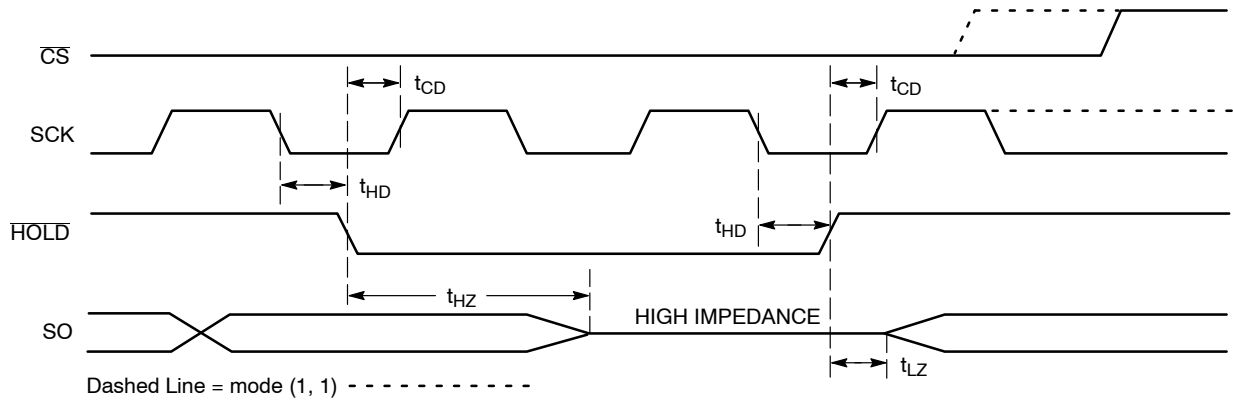 CS
tCD
tCD
SCK
tHD
HOLD
tHD
tHZ
HIGH IMPEDANCE
SO
tLZ
Dashed Line = mode (1, 1)